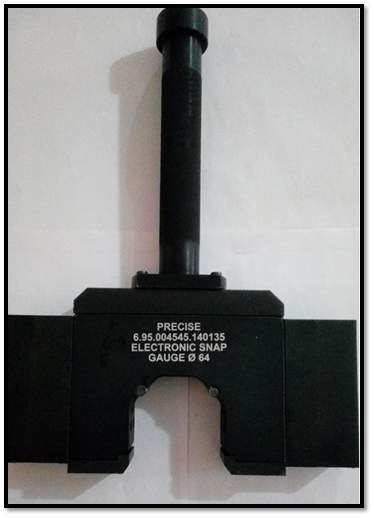 PRECISE
6.95.004545.140135
ELECTRONIC SNAP
GAUGE Ø 64